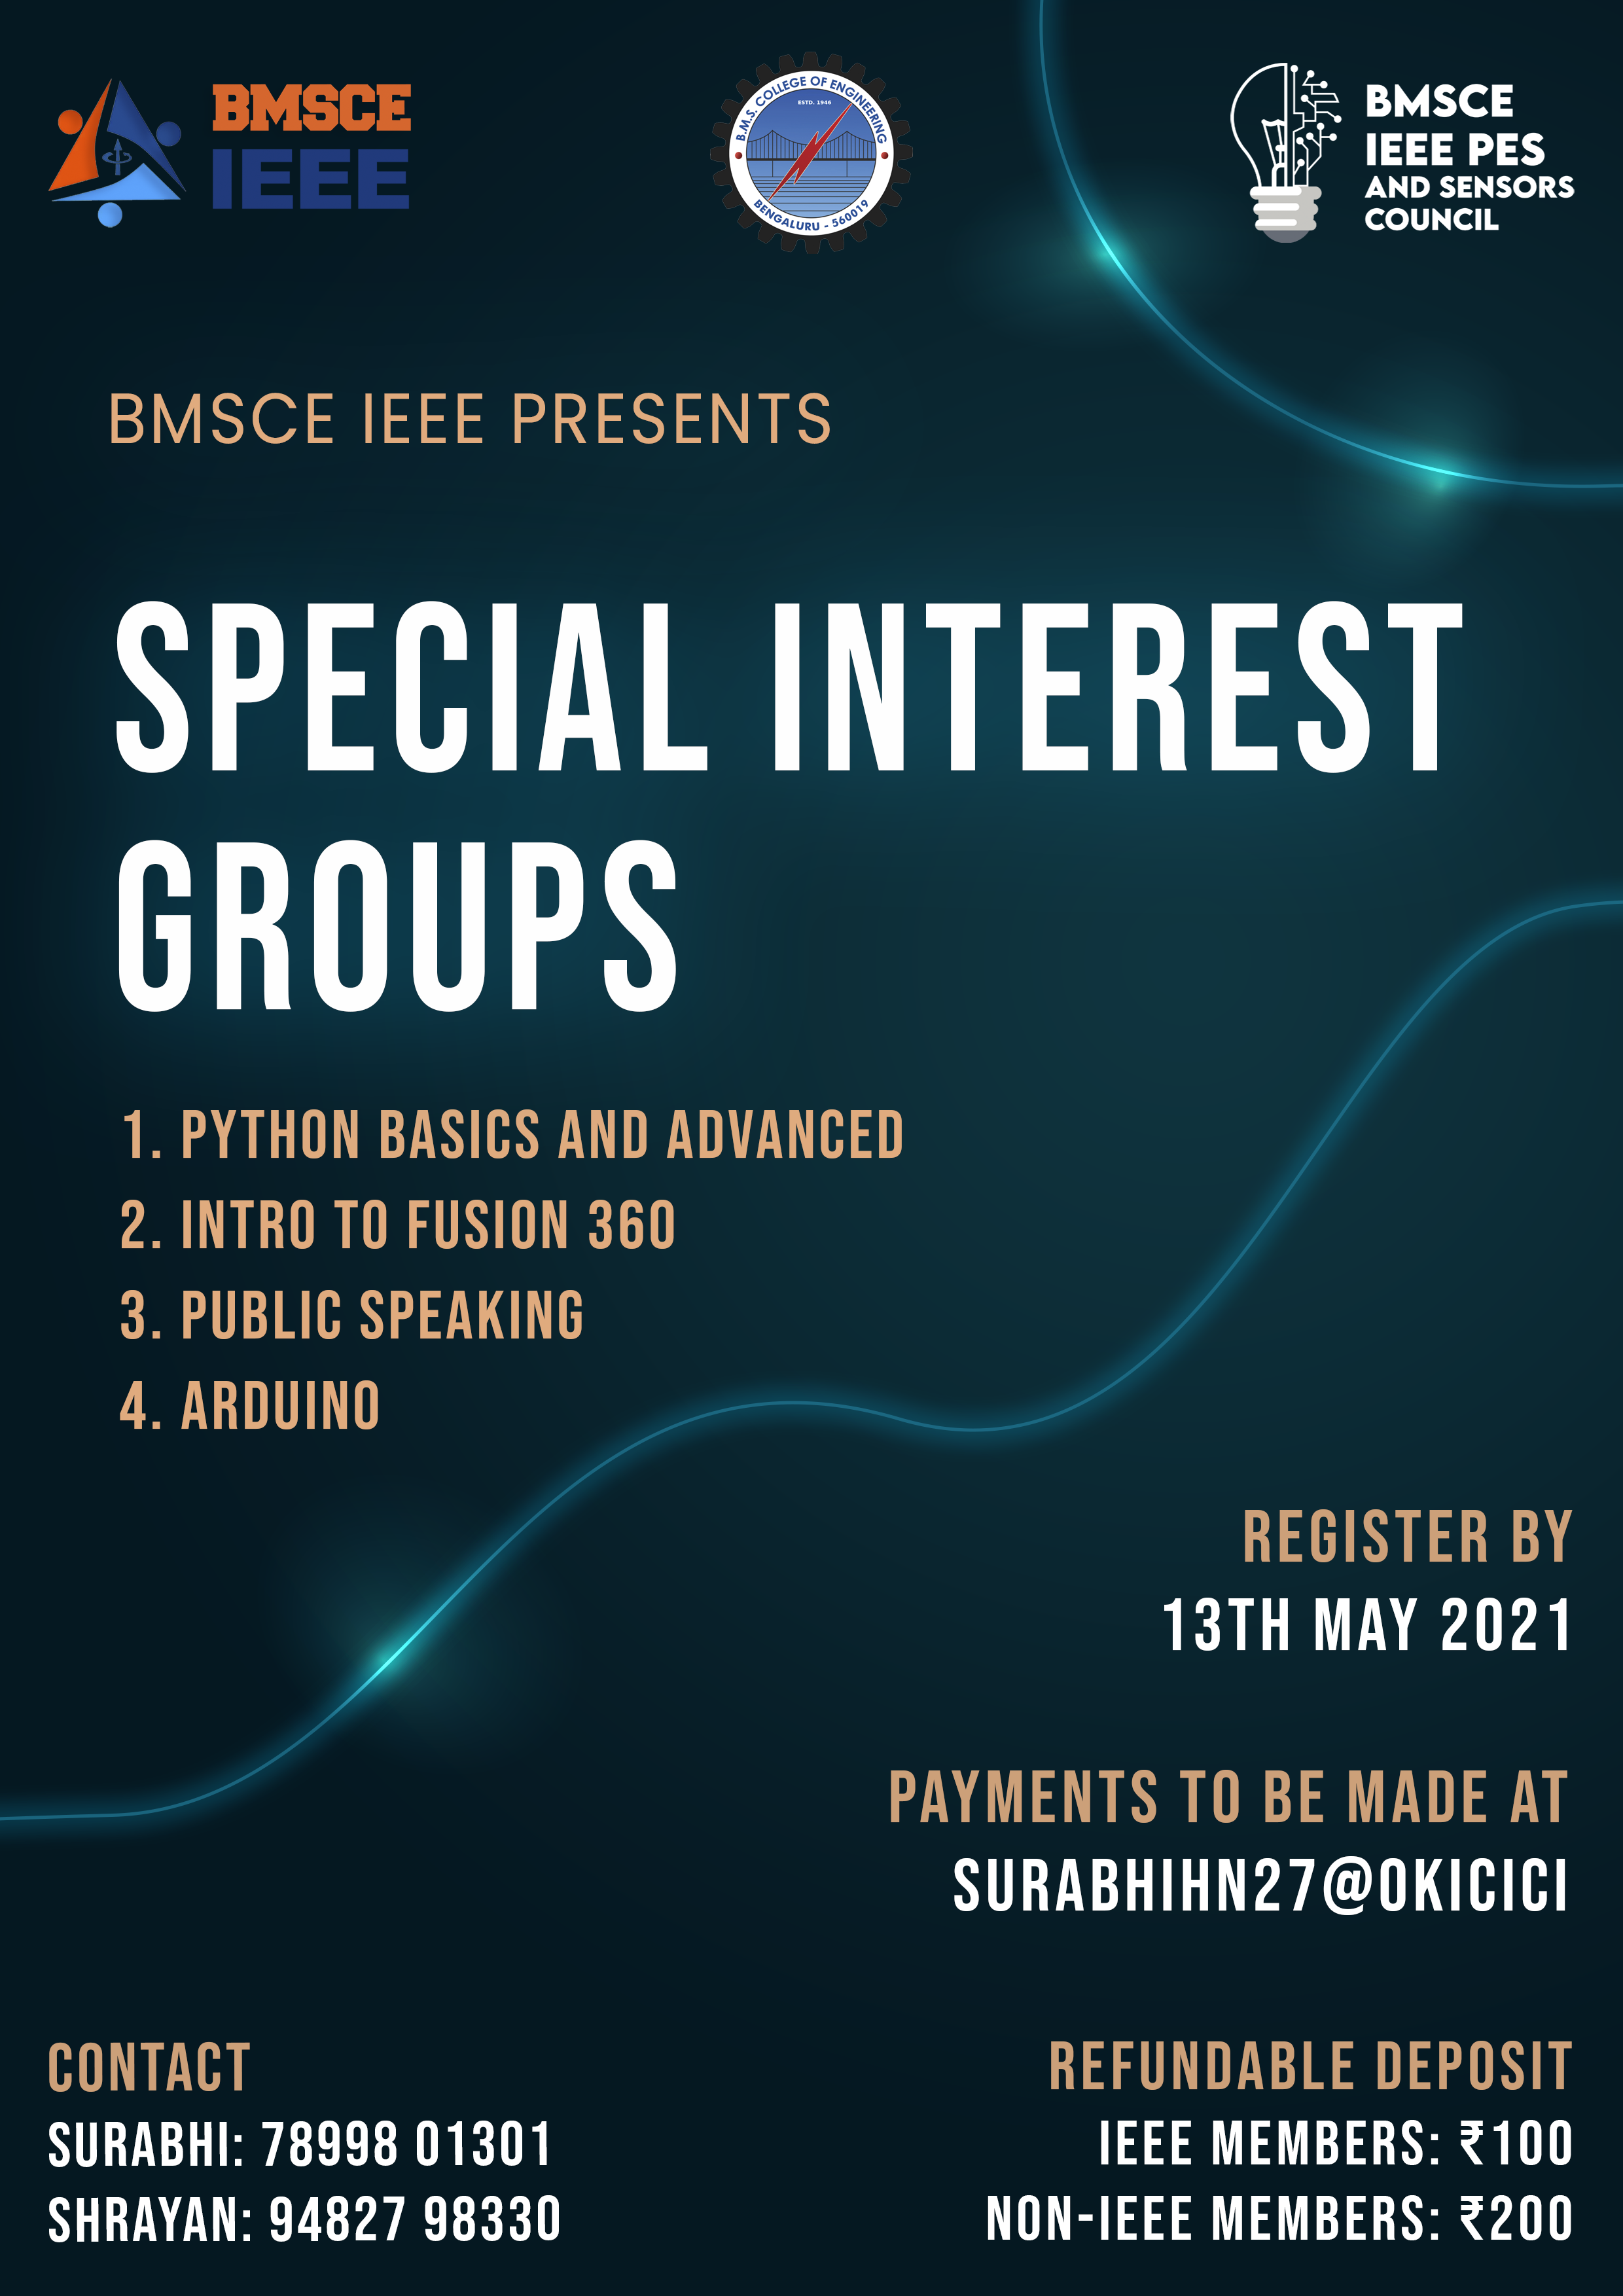 BMSCE
IEEE
B.M.S. COLLEGE OF ENGINEERING
ESTD. 1946
BENGALURU - 560019
BMSCE
IEEE PES
AND SENSORS
COUNCIL
BMSCE IEEE PRESENTS
SPECIAL INTEREST
GROUPS
1. PYTHON BASICS AND ADVANCED
2. INTRO TO FUSION 360
3. PUBLIC SPEAKING
4. ARDUINO
REGISTER BY
13TH MAY 2021
PAYMENTS TO BE MADE AT
SURABHIHN27@OKICICI
CONTACT
SURABHI: 78998 01301
SHRAYAN: 94827 98330
REFUNDABLE DEPOSIT
IEEE MEMBERS: ₹100
NON-IEEE MEMBERS: ₹200